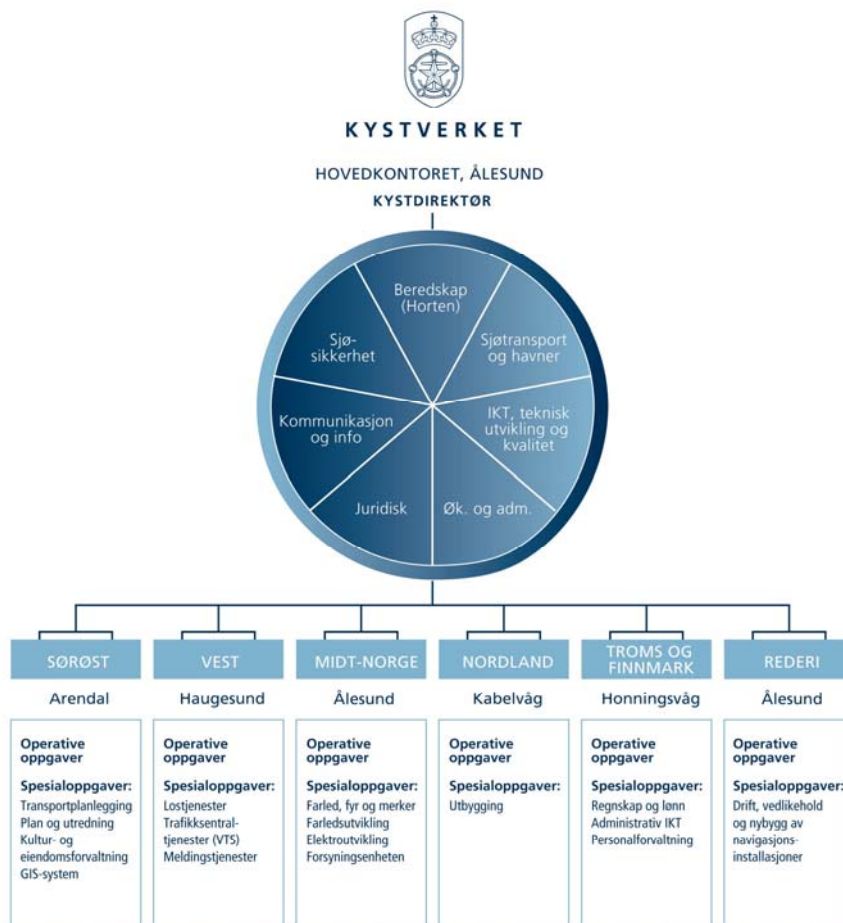 KYSTVERKET
HOVEDKONTORET, ÅLESUND
KYSTDIREKTØR
Beredskap
(Horten)
Sjøtransport
og havner
IKT, teknisk
utvikling og
kvalitet
Øk. og adm.
Juridisk
Kommunikasjon
og info
Sjø-
sikkerhet
SØRØST
Arendal
Operative
oppgaver
Spesialoppgaver:
Transportplanlegging
Plan og utredning
Kultur- og
eiendomsforvaltning
GIS-system
VEST
Haugesund
Operative
oppgaver
Spesialoppgaver:
Lostjenester
Trafikksentral-
tjenester (VTS)
Meldingstjenester
MIDT-NORGE
Ålesund
Operative
oppgaver
Spesialoppgaver:
Farled, fyr og merker
Farledsutvikling
Elektroutvikling
Forsyningsenheten
NORDLAND
Kabelvåg
Operative
oppgaver
Spesialoppgaver:
Utbygging
TROMS OG
FINNMARK
Honningsvåg
Operative
oppgaver
Spesialoppgaver:
Regnskap og lønn
Administrativ IKT
Personalforvaltning
REDERI
Ålesund
Operative
oppgaver
Spesialoppgaver:
Drift, vedlikehold
og nybygg av
navigasjons-
installasjoner